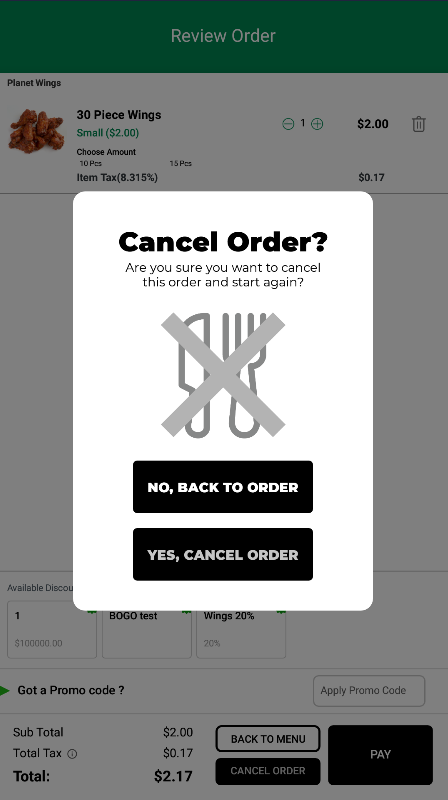 Review Order
Planet Wings
30 Piece Wings
Small ($2.00)
1
$2.00
Choose Amount
10 Pcs 15 Pcs
Item Tax(8.315%) $0.17
Cancel Order?
Are you sure you want to cancel
this order and start again?
NO, BACK TO ORDER
YES, CANCEL ORDER
Available Discou
1 BOGO test Wings 20%
$100000.00 20%
Got a Promo code ? Apply Promo Code
Sub Total $2.00
Total Tax $0.17
Total: $2.17
BACK TO MENU
CANCEL ORDER
PAY